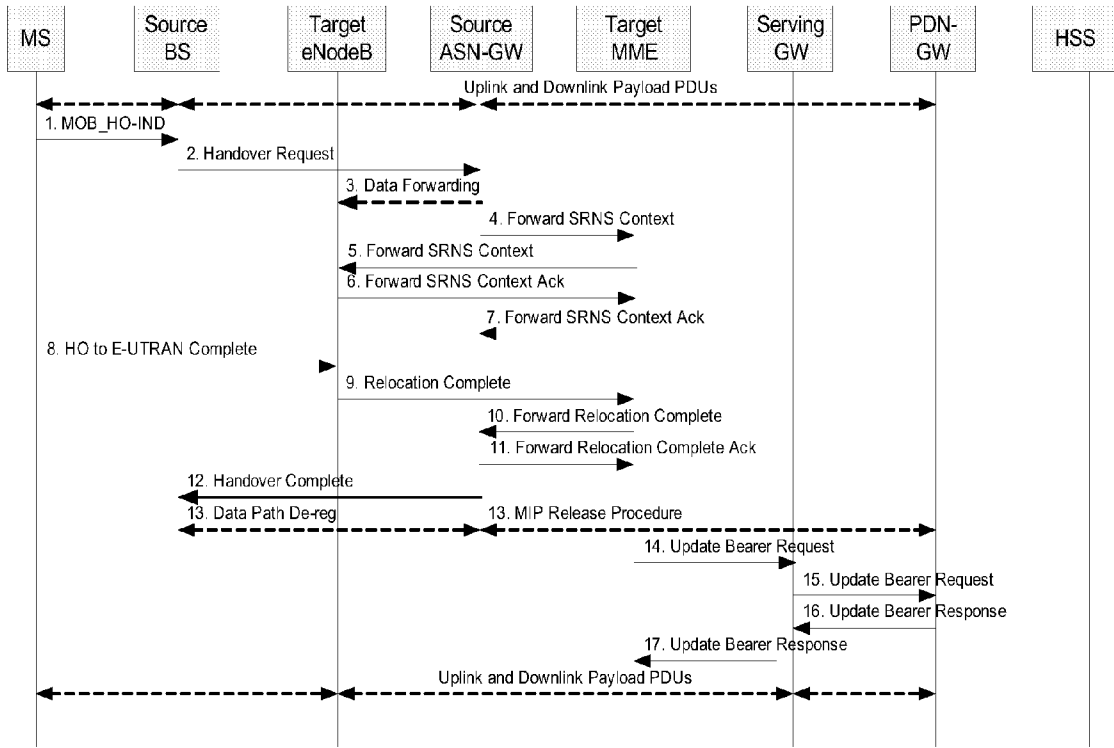 MS
Source
BS
Target
eNodeB
Source
ASN-GW
Target
MME
Serving
GW
PDN-
GW
HSS
Uplink and Downlink Payload PDUs
1. MOB_HO-IND
2. Handover Request
3. Data Forwarding
4. Forward SRNS Context
5. Forward SRNS Context
6. Forward SRNS Context Ack
7. Forward SRNS Context Ack
8. HO to E-UTRAN Complete
9. Relocation Complete
10. Forward Relocation Complete
11. Forward Relocation Complete Ack
12. Handover Complete
13. Data Path De-reg
13. MIP Release Procedure
14. Update Bearer Request
15. Update Bearer Request
16. Update Bearer Response
17. Update Bearer Response
Uplink and Downlink Payload PDUs